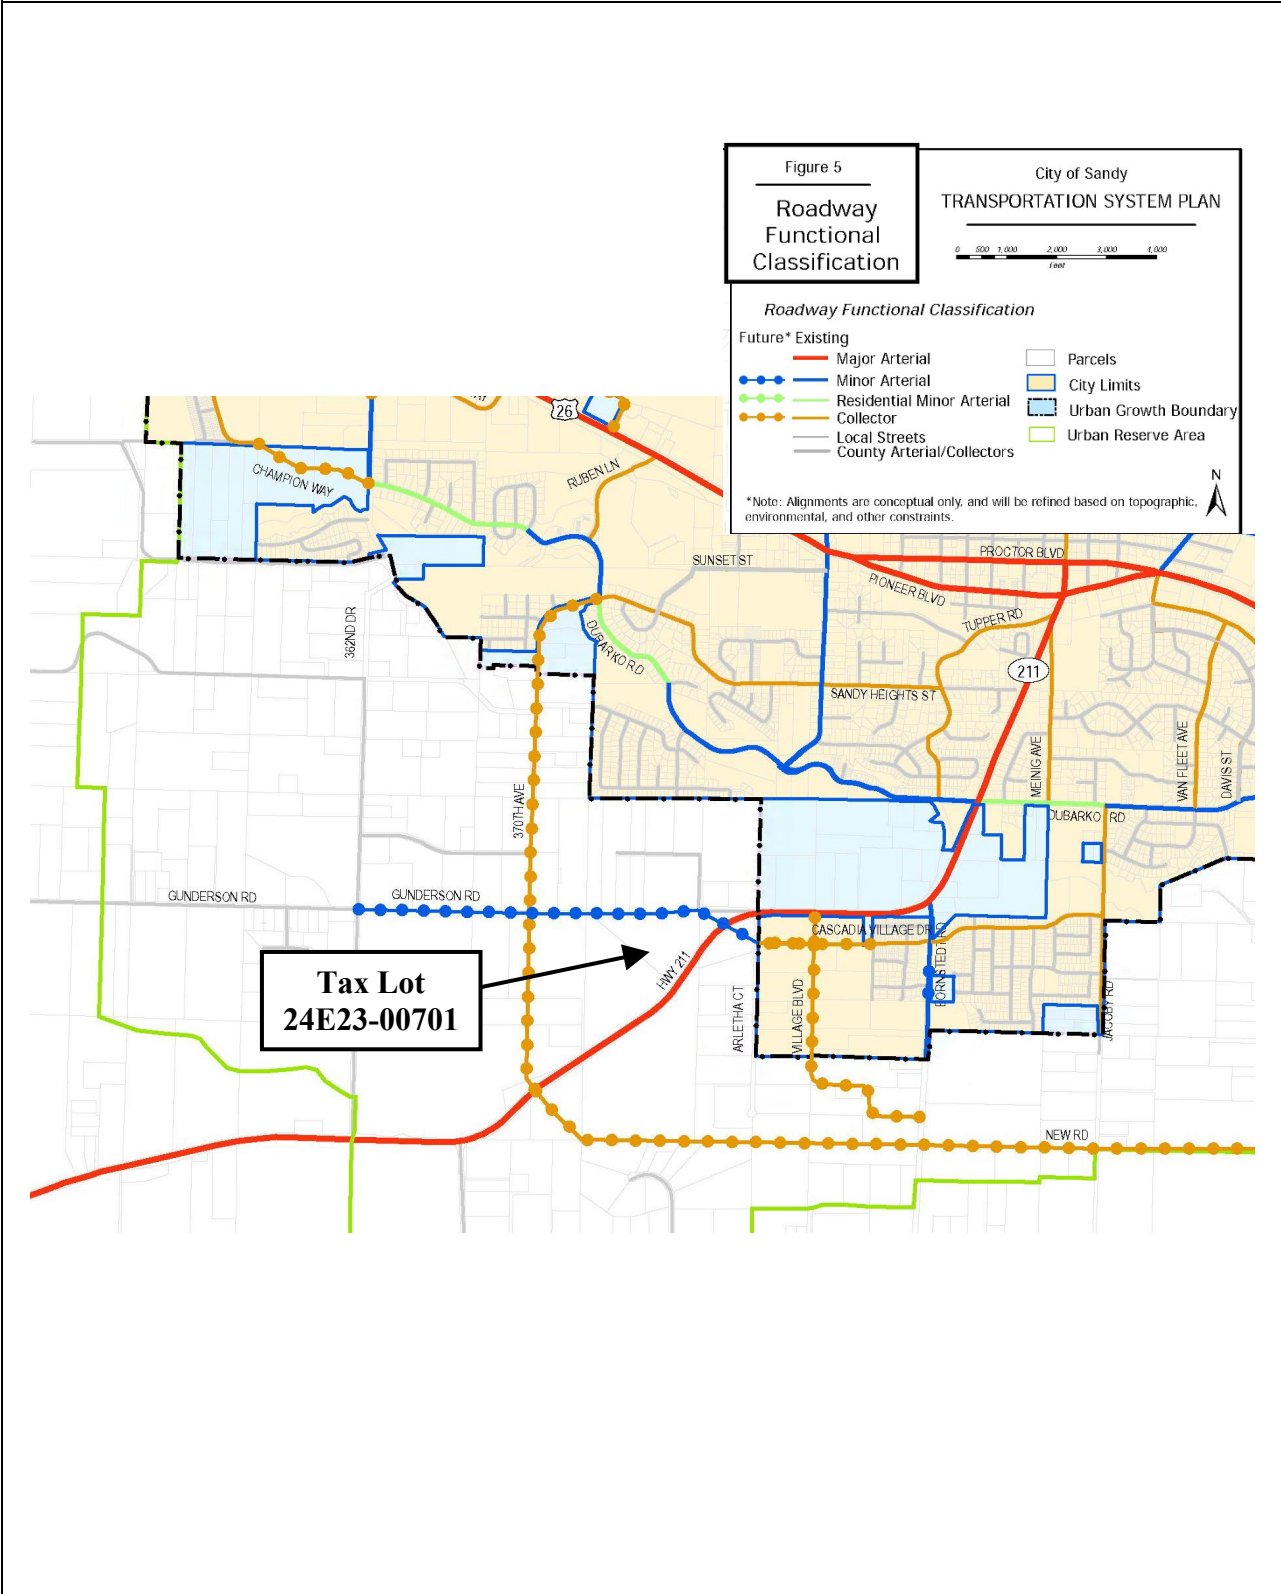 Figure 5
Roadway
Functional
Classification
City of Sandy
TRANSPORTATION SYSTEM PLAN
0 500 1,000 2,000 3,000 4,000
Feet
Roadway Functional Classification
Future* Existing
Major Arterial
Minor Arterial
Residential Minor Arterial
Collector
Local Streets
County Arterial/Collectors
Parcels
City Limits
Urban Growth Boundary
Urban Reserve Area
*Note: Alignments are conceptual only, and will be refined based on topographic,
environmental, and other constraints.
N
26
CHAMPION WAY
RUBEN LN
SUNSET ST
PROCTOR BLVD
PIONEER BLVD
TUPPER RD
362ND DR
DUBARKO RD
211
SANDY HEIGHTS ST
MEINIG AVE
VAN FLEET AVE
DAVIS ST
370TH AVE
DUBARKO RD
GUNDERSON RD
GUNDERSON RD
CASCADIA VILLAGE DR
BORNSTEDT RD
HWY 211
Tax Lot
24E23-00701
ARLETHA CT
VILLAGE BLVD
JACOBY RD
NEW RD